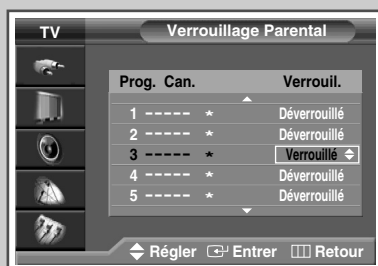 TV Verrouillage Parental
Prog. Can. Verrouil.
1 ----- * Déverrouillé
2 ----- * Déverrouillé
3 ----- * Verrouillé
4 ----- * Déverrouillé
5 ----- * Déverrouillé
Régler Entrer Retour